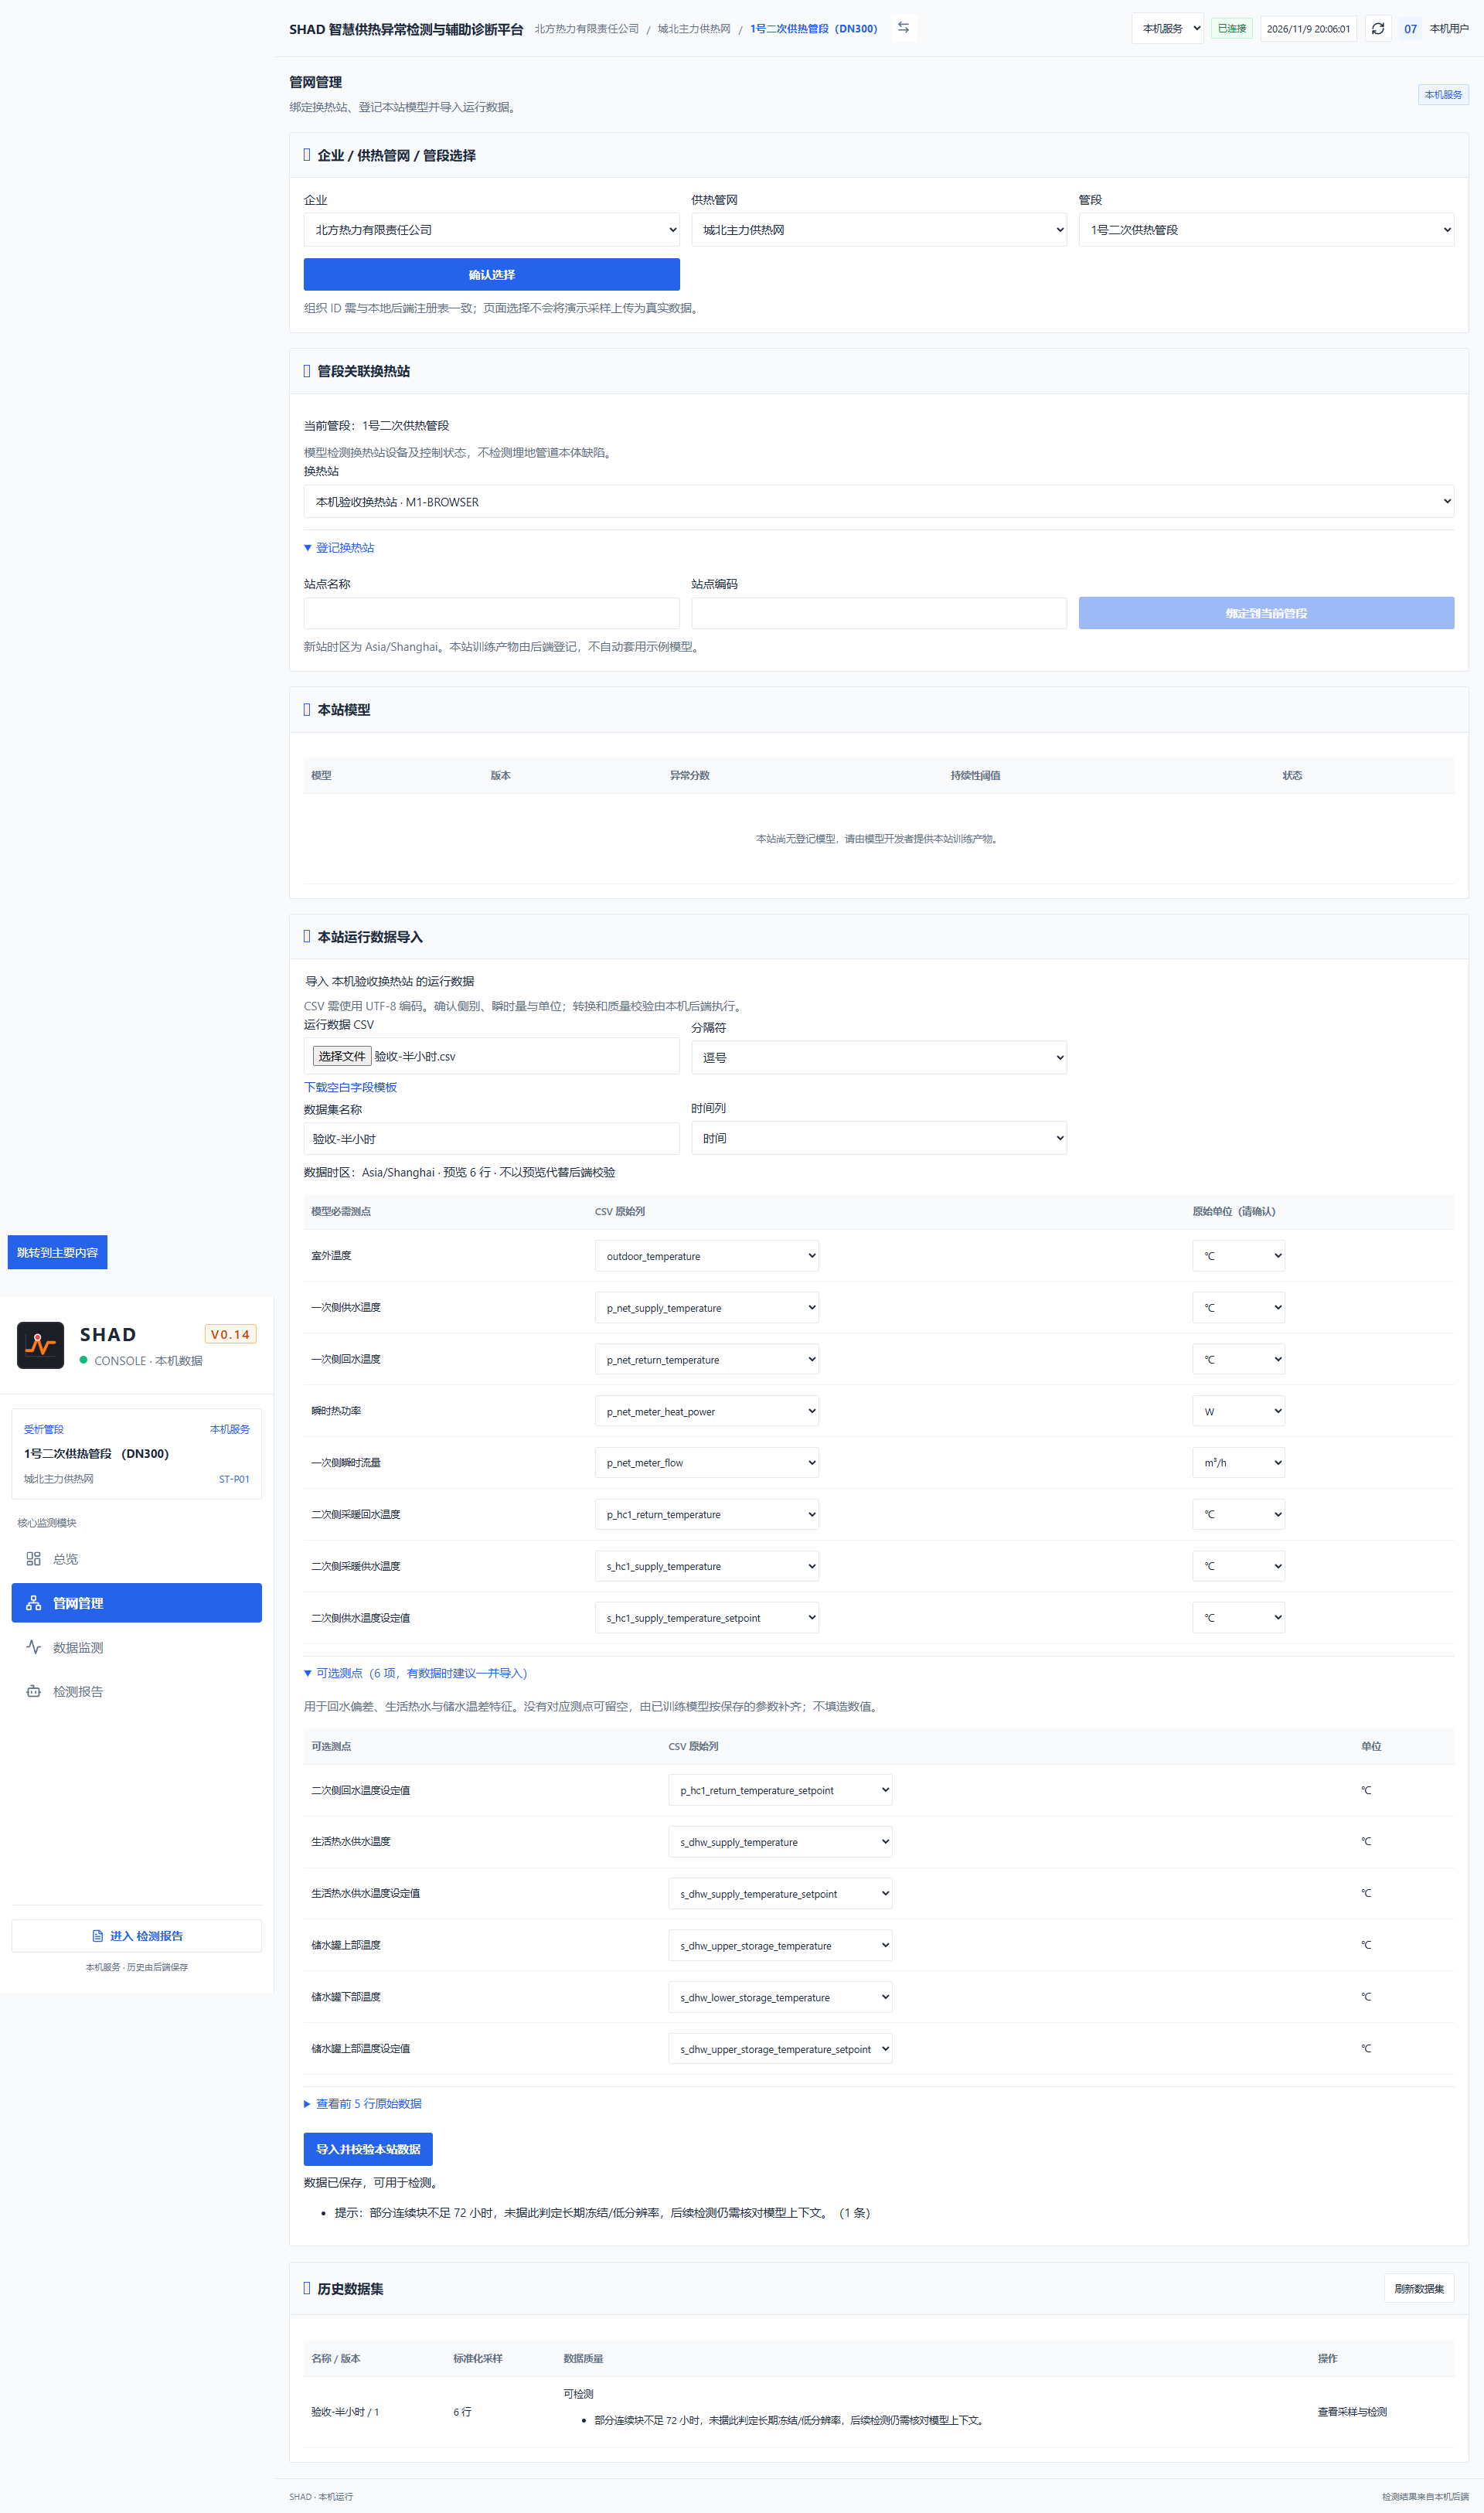 SHAD 智慧供热异常检测与辅助诊断平台 北方热力有限责任公司 / 城北主力供热网 / 1号二次供热管段（DN300） 本机服务 已连接 2026/11/9 20:06:01 07 本机用户
管网管理
绑定换热站、登记本站模型并导入运行数据。
本机服务
企业 / 供热管网 / 管段选择
企业 供热管网 管段
北方热力有限责任公司 城北主力供热网 1号二次供热管段
确认选择
组织 ID 需与本地后端注册表一致；页面选择不会将演示采样上传为真实数据。
管段关联换热站
当前管段：1号二次供热管段
模型检测换热站设备及控制状态，不检测埋地管道本体缺陷。
换热站
本机验收换热站 · M1-BROWSER
登记换热站
站点名称 站点编码
绑定到当前管段
新站时区为 Asia/Shanghai。本站训练产物由后端登记，不自动套用示例模型。
本站模型
模型 版本 异常分数 持续性阈值 状态
本站尚无登记模型，请由模型开发者提供本站训练产物。
本站运行数据导入
导入 本机验收换热站 的运行数据
CSV 需使用 UTF-8 编码。确认侧别、瞬时量与单位；转换和质量校验由本机后端执行。
运行数据 CSV 分隔符
选择文件 验收-半小时.csv 逗号
下载空白字段模板
数据集名称 时间列
验收-半小时 时间
数据时区：Asia/Shanghai · 预览 6 行 · 不以预览代替后端校验
模型必需测点 CSV 原始列 原始单位（请确认）
室外温度 outdoor_temperature ℃
一次侧供水温度 p_net_supply_temperature ℃
一次侧回水温度 p_net_return_temperature ℃
瞬时热功率 p_net_meter_heat_power W
一次侧瞬时流量 p_net_meter_flow m³/h
二次侧采暖回水温度 p_hc1_return_temperature ℃
二次侧采暖供水温度 s_hc1_supply_temperature ℃
二次侧供水温度设定值 s_hc1_supply_temperature_setpoint ℃
可选测点（6 项，有数据时建议一并导入）
用于回水偏差、生活热水与储水温差特征。没有对应测点可留空，由已训练模型按保存的参数补齐；不填造数值。
可选测点 CSV 原始列 单位
二次侧回水温度设定值 p_hc1_return_temperature_setpoint ℃
生活热水供水温度 s_dhw_supply_temperature ℃
生活热水供水温度设定值 s_dhw_supply_temperature_setpoint ℃
储水罐上部温度 s_dhw_upper_storage_temperature ℃
储水罐下部温度 s_dhw_lower_storage_temperature ℃
储水罐上部温度设定值 s_dhw_upper_storage_temperature_setpoint ℃
查看前 5 行原始数据
导入并校验本站数据
数据已保存，可用于检测。
提示：部分连续块不足 72 小时，未据此判定长期冻结/低分辨率，后续检测仍需核对模型上下文。（1 条）
历史数据集 刷新数据集
名称 / 版本 标准化采样 数据质量 操作
验收-半小时 / 1 6 行 可检测 查看采样与检测
部分连续块不足 72 小时，未据此判定长期冻结/低分辨率，后续检测仍需核对模型上下文。
SHAD · 本机运行 检测结果来自本机后端
跳转到主要内容
SHAD V0.14
CONSOLE · 本机数据
受析管段 本机服务
1号二次供热管段 （DN300）
城北主力供热网 ST-P01
核心监测模块
总览
管网管理
数据监测
检测报告
进入 检测报告
本机服务 · 历史由后端保存